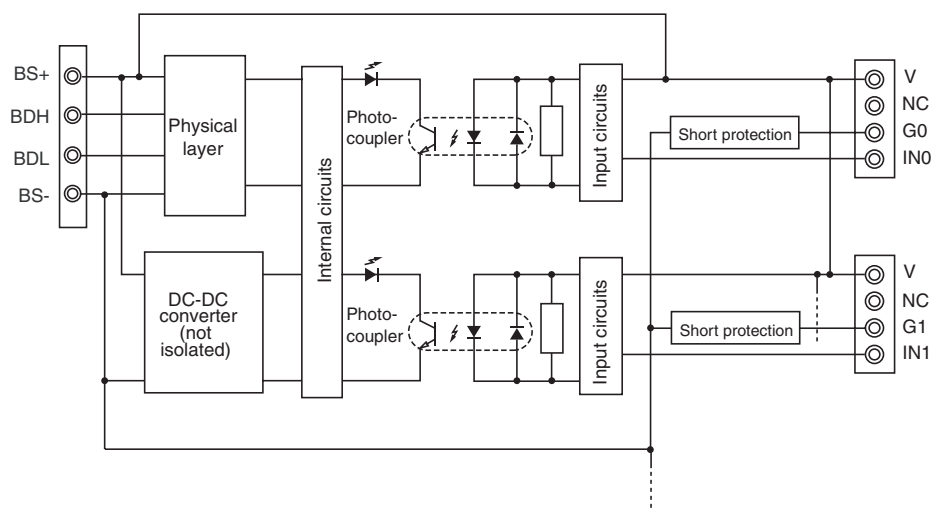 BS+
BDH
BDL
BS-
Physical
layer
DC-DC
converter
(not
isolated)
Internal circuits
Photo-
coupler
Input circuits
Short protection
V
NC
G0
IN0
Photo-
coupler
Input circuits
Short protection
V
NC
G1
IN1